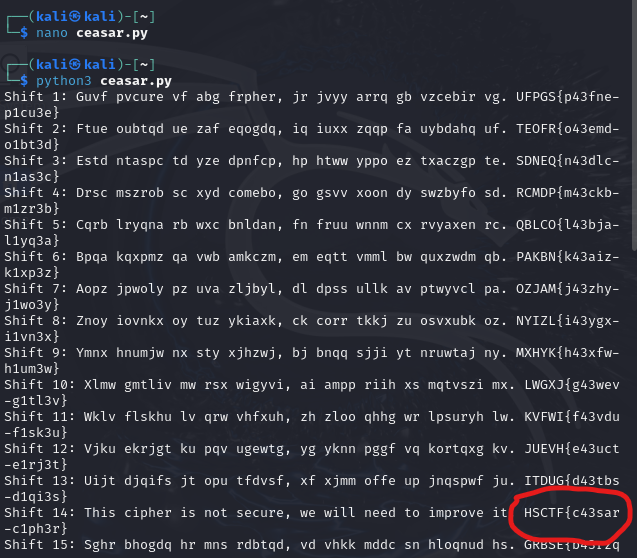 ┌──(kali㉿kali)-[~]
└─$ nano ceasar.py
┌──(kali㉿kali)-[~]
└─$ python3 ceasar.py
Shift 1: Guvf pvcure vf abg frpher, jr jvyy arrq gb vzcebir vg. UFPGS{p43fne-
p1cu3e}
Shift 2: Ftue oubtqd ue zaf eqogdq, iq iuxx zqqp fa uybdahq uf. TEOFR{o43emd-
o1bt3d}
Shift 3: Estd ntaspc td yze dpnfcp, hp htww yppo ez txaczgp te. SDNEQ{n43dlc-
n1as3c}
Shift 4: Drsc mszrob sc xyd comebo, go gsvv xoon dy swzbyfo sd. RCMDP{m43ckb-
m1zr3b}
Shift 5: Cqrb lryqna rb wxc bnldan, fn fruu wnnm cx rvyaxen rc. QBLCO{l43bja-
l1yq3a}
Shift 6: Bpqa kqxpmz qa vwb amkczm, em eqtt vmml bw quxzwdm qb. PAKBN{k43aiz-
k1xp3z}
Shift 7: Aopz jpwoly pz uva zljbyl, dl dpss ullk av ptwyvcl pa. OZJAM{j43zhy-
j1wo3y}
Shift 8: Znoy iovnkx oy tuz ykiaxk, ck corr tkkj zu osvxubk oz. NYIZL{i43ygx-
i1vn3x}
Shift 9: Ymnx hnumjw nx sty xjhzwj, bj bnqq sjji yt nruwtaj ny. MXHYK{h43xfw-
h1um3w}
Shift 10: Xlmw gmtliv mw rsx wigyvi, ai ampp riih xs mqtvszi mx. LWGXJ{g43wev
-g1tl3v}
Shift 11: Wklv flskhu lv qrw vhfxuh, zh zloo qhhg wr lpsuryh lw. KVFWI{f43vdu
-f1sk3u}
Shift 12: Vjku ekrjgt ku pqv ugewtg, yg yknn pggf vq kortqxg kv. JUEVH{e43uct
-e1rj3t}
Shift 13: Uijt djqifs jt opu tfdvsf, xf xjmm offe up jnqspwf ju. ITDUG{d43tbs
-d1qi3s}
Shift 14: This cipher is not secure, we will need to improve it. HSCTF{c43sar
-c1ph3r}
Shift 15: Sghr bhogdq hr mns rdbtqd, vd vhkk mddc sn hloqnud hs. GRBSE{b43rzq